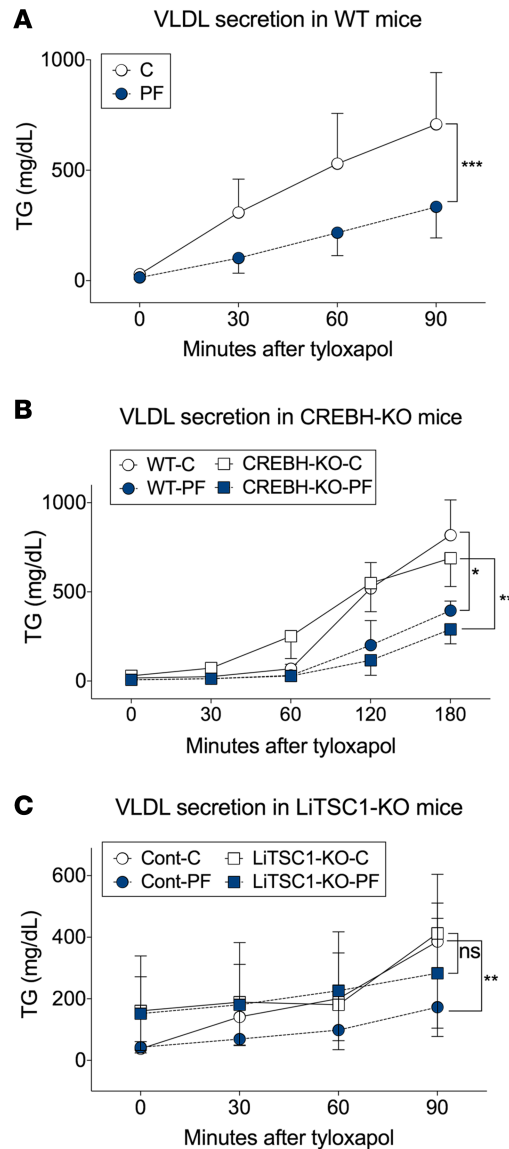 A
VLDL secretion in WT mice
1000
C
PF
TG (mg/dL)
500
***
0
0 30 60 90
Minutes after tyloxapol
B
VLDL secretion in CREBH-KO mice
WT-C CREBH-KO-C
WT-PF CREBH-KO-PF
1000
TG (mg/dL)
500
*
**
0
0 30 60 120 180
Minutes after tyloxapol
C
VLDL secretion in LiTSC1-KO mice
Cont-C LiTSC1-KO-C
Cont-PF LiTSC1-KO-PF
600
TG (mg/dL)
400
ns
**
200
0
0 30 60 90
Minutes after tyloxapol